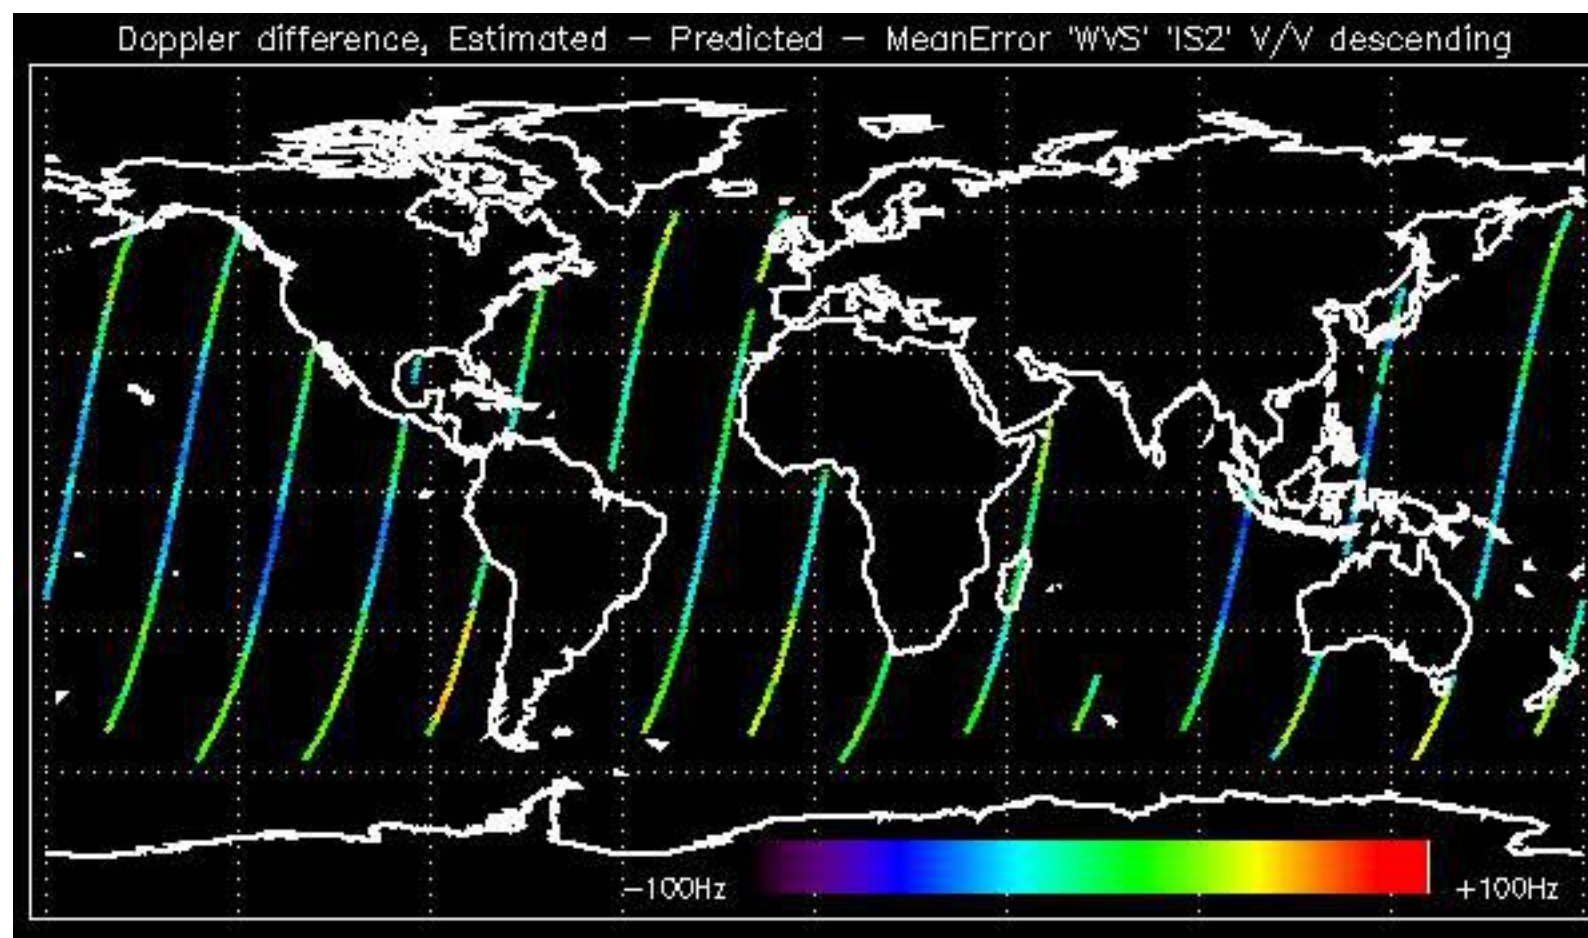 Doppler difference, Estimated – Predicted – MeanError 'WVS' 'IS2' V/V descending
–100Hz +100Hz